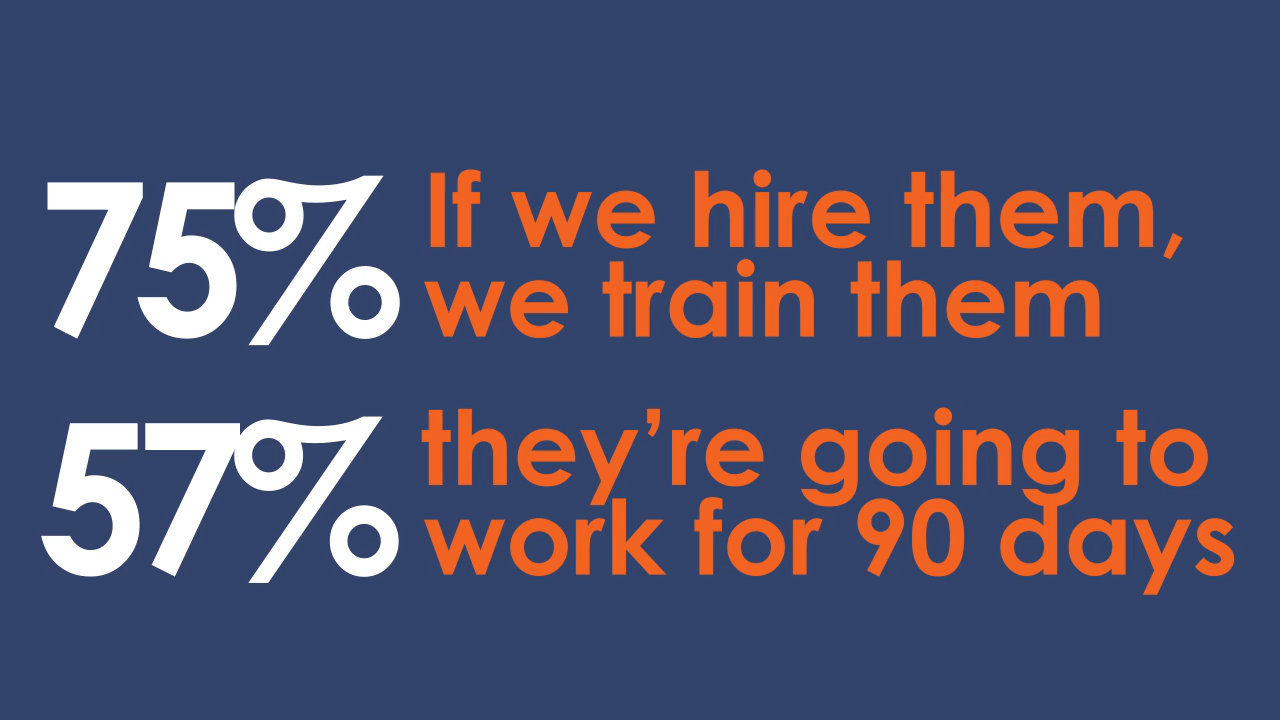 75% If we hire them,
we train them
57% they’re going to
work for 90 days